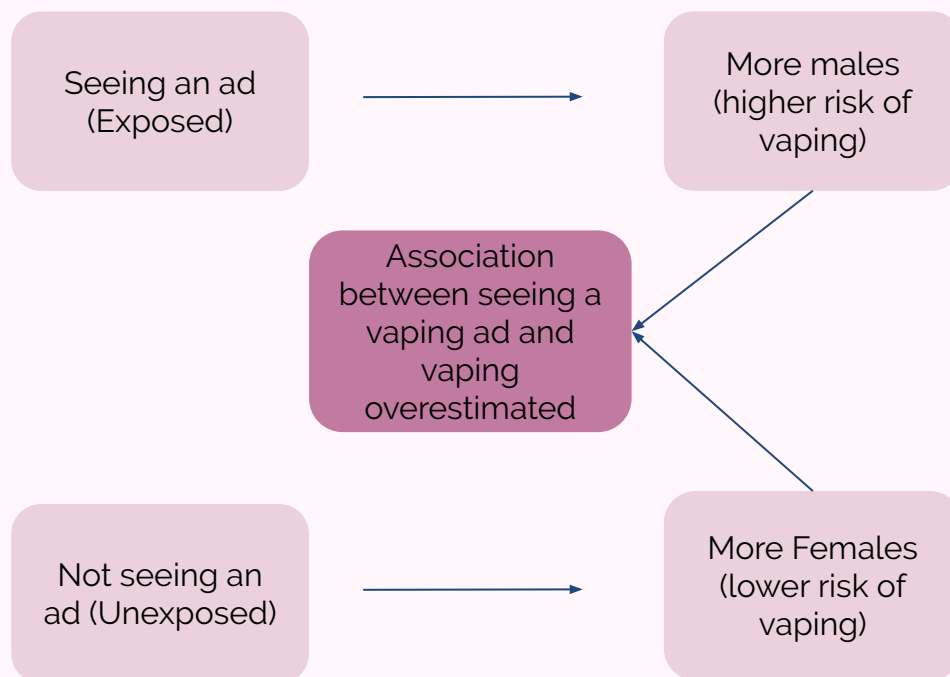 Seeing an ad
(Exposed)
More males
(higher risk of
vaping)
Association
between seeing a
vaping ad and
vaping
overestimated
Not seeing an
ad (Unexposed)
More Females
(lower risk of
vaping)